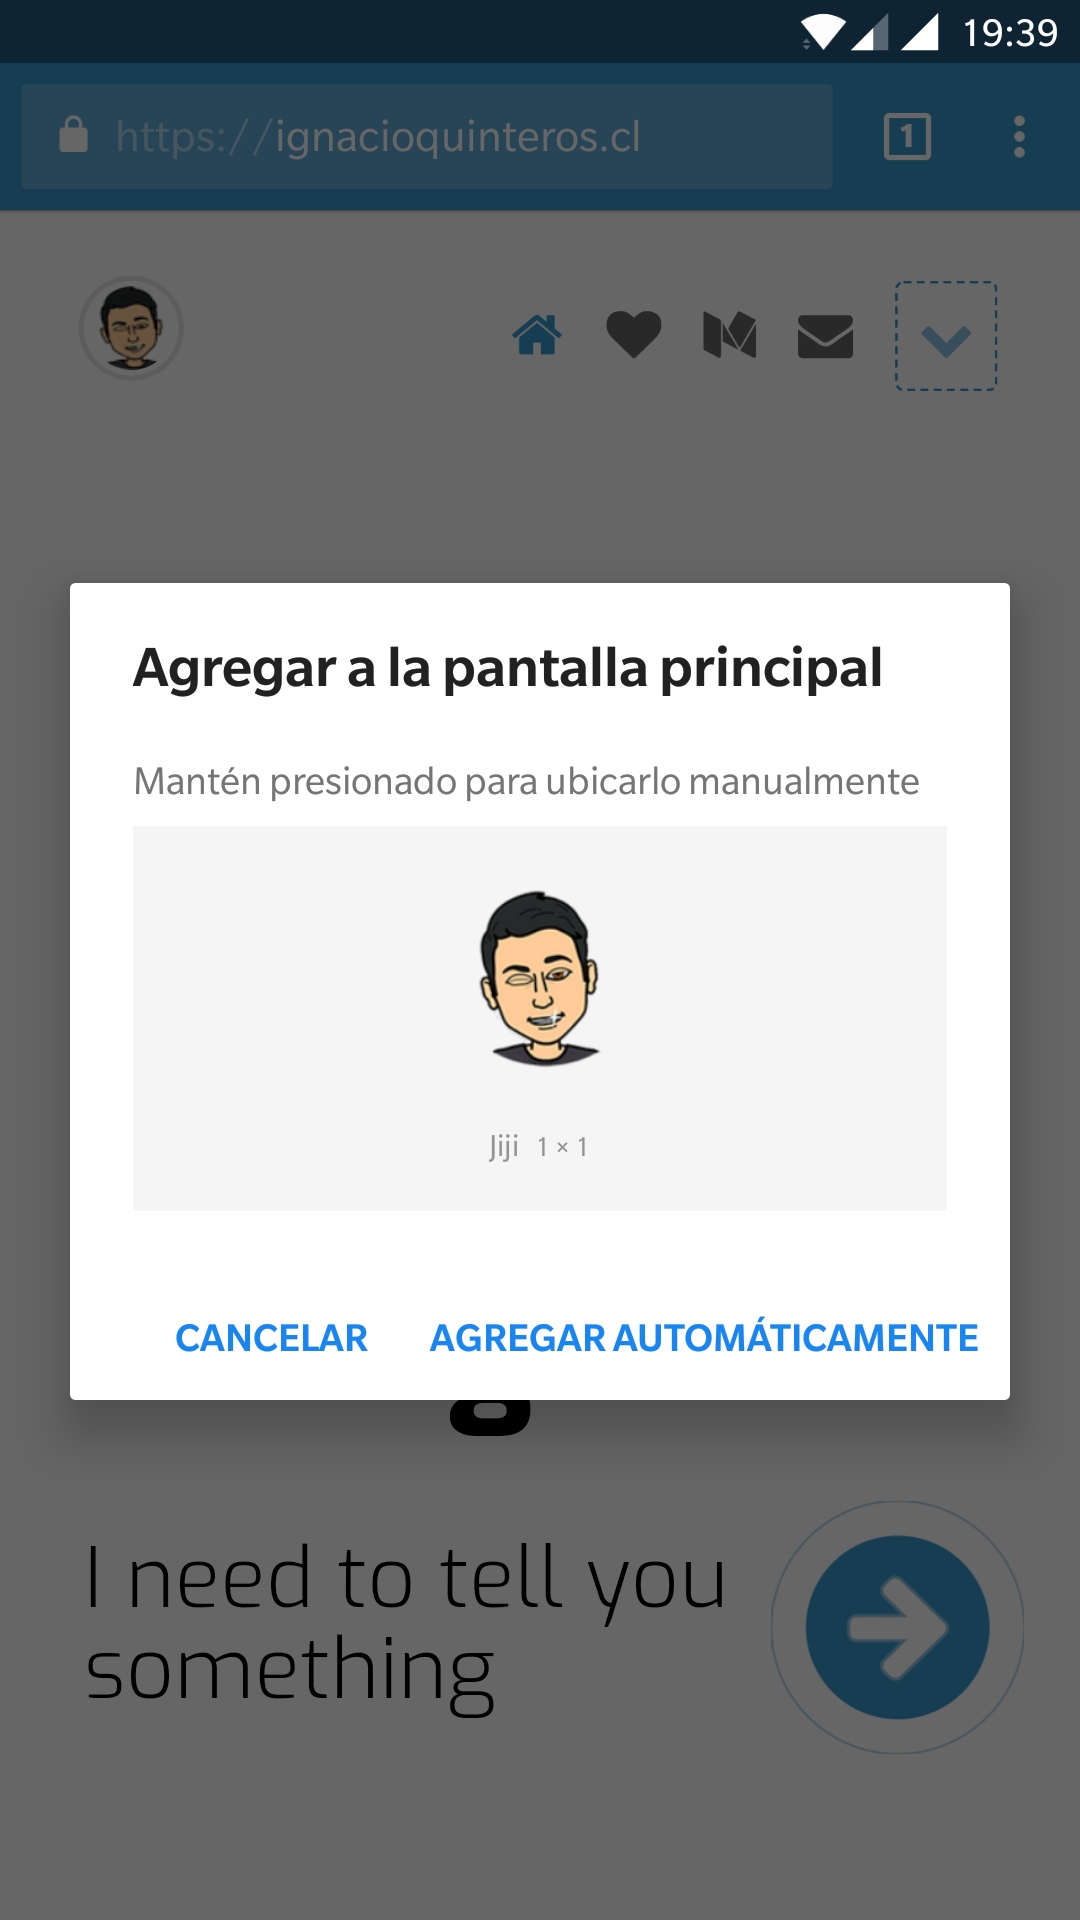 19:39
https://ignacioquinteros.cl
1
Agregar a la pantalla principal
Mantén presionado para ubicarlo manualmente
Jiji 1 × 1
CANCELAR AGREGAR AUTOMÁTICAMENTE
I need to tell you
something